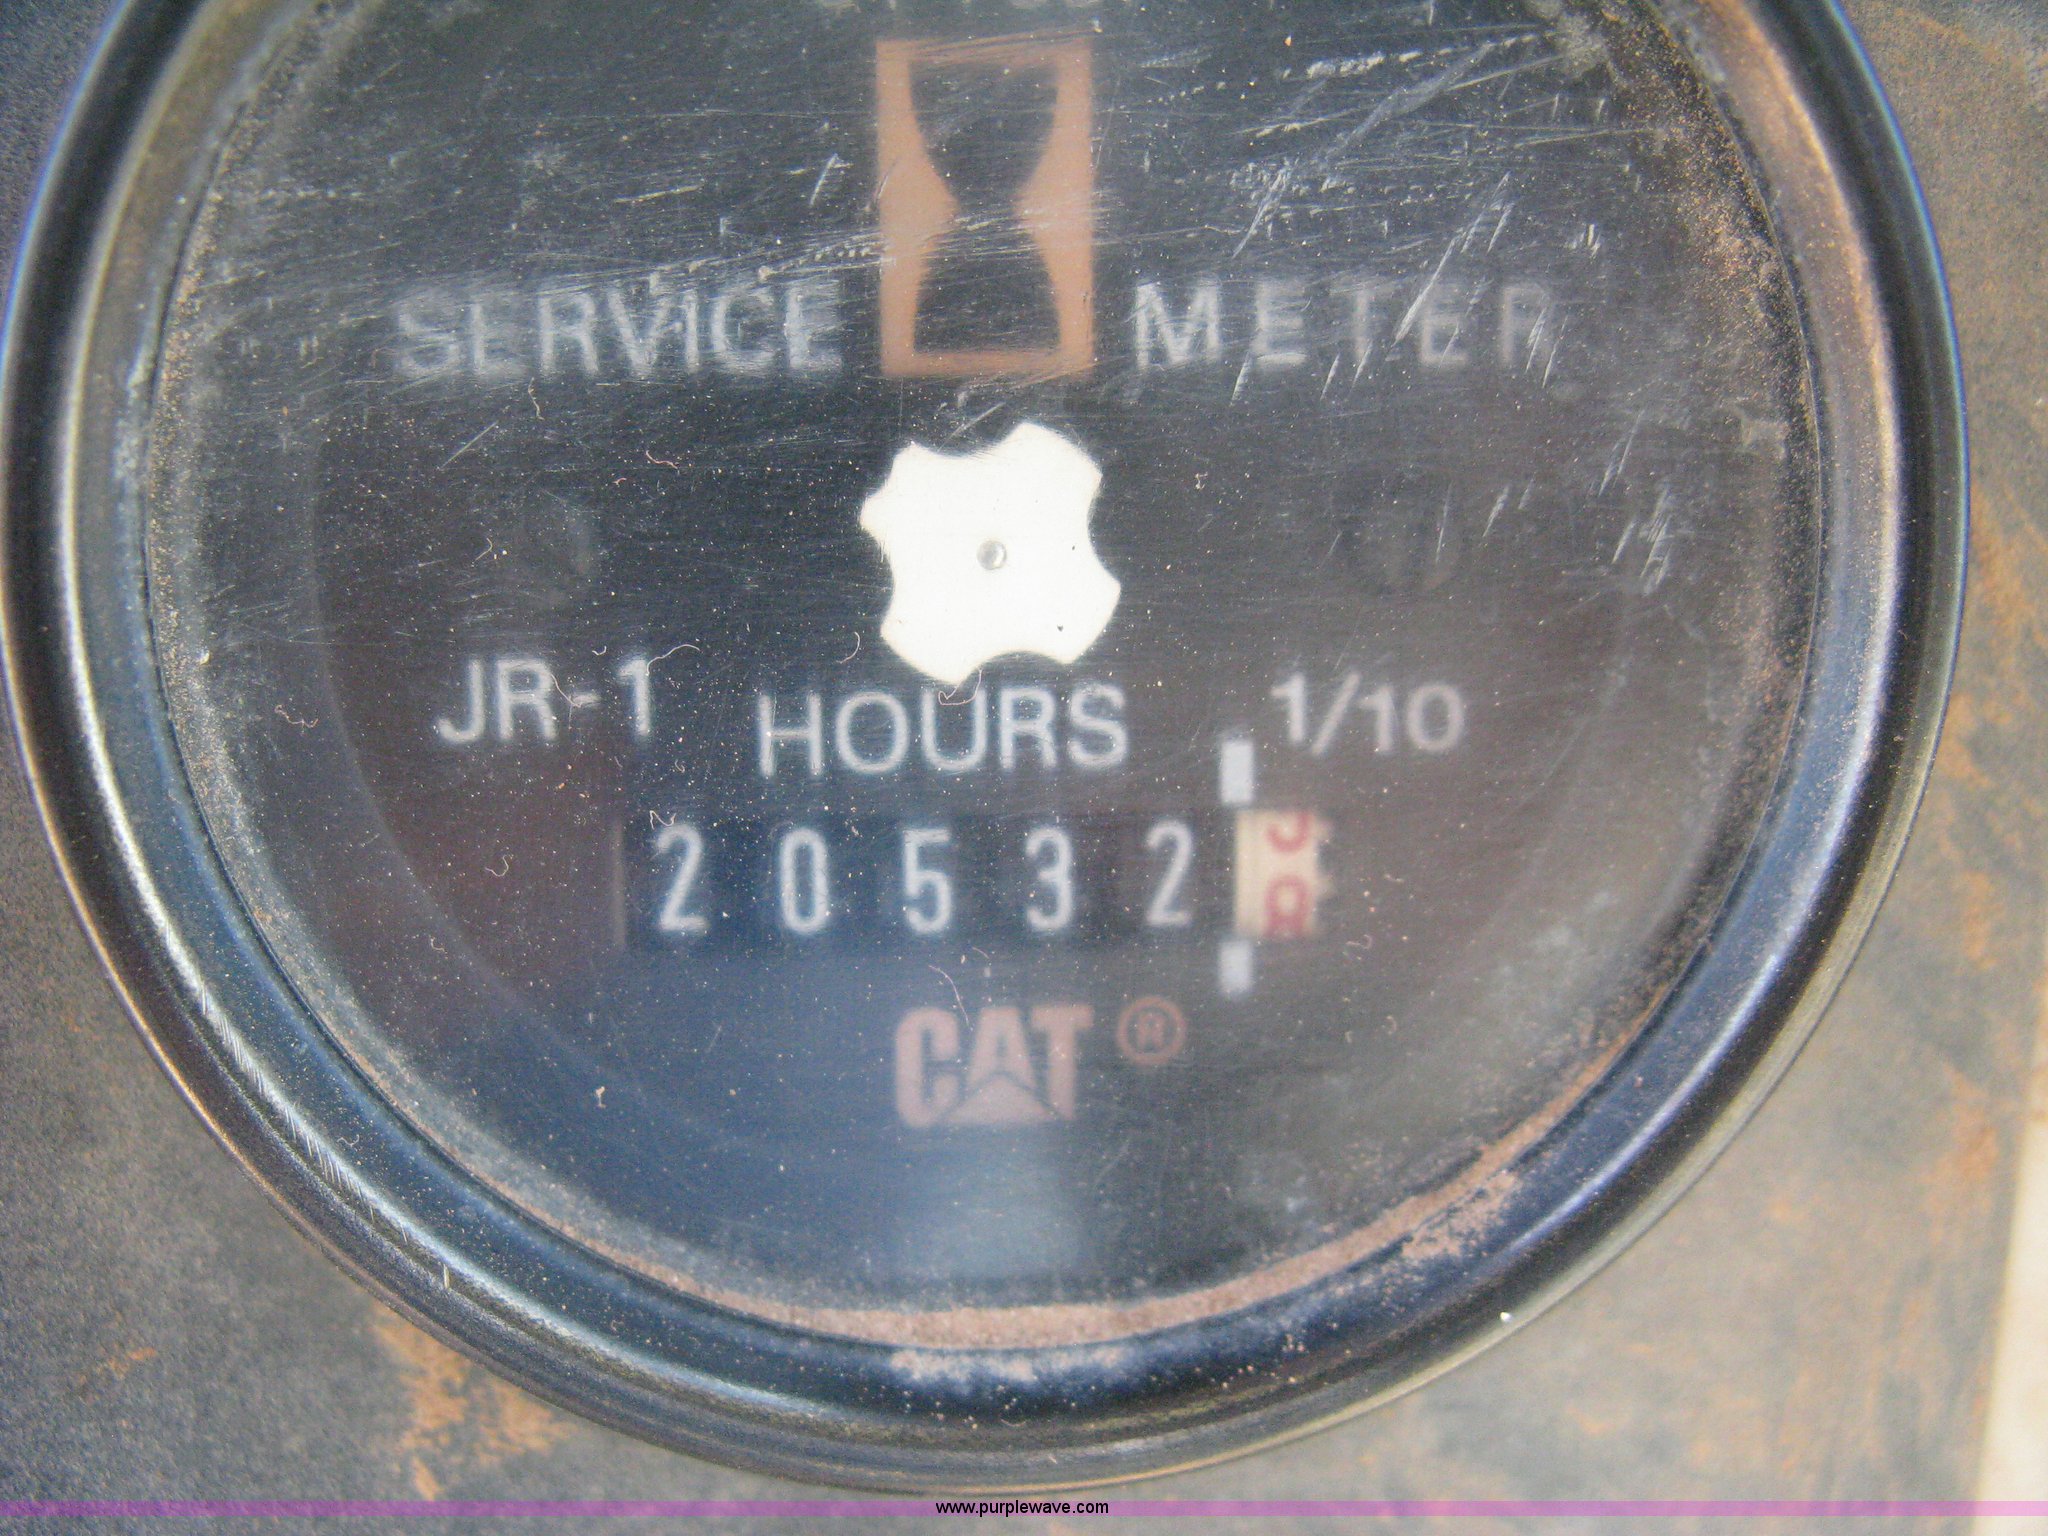 SERVICE METER
JR-1 HOURS 1/10
20532
CAT ®
www.purplewave.com